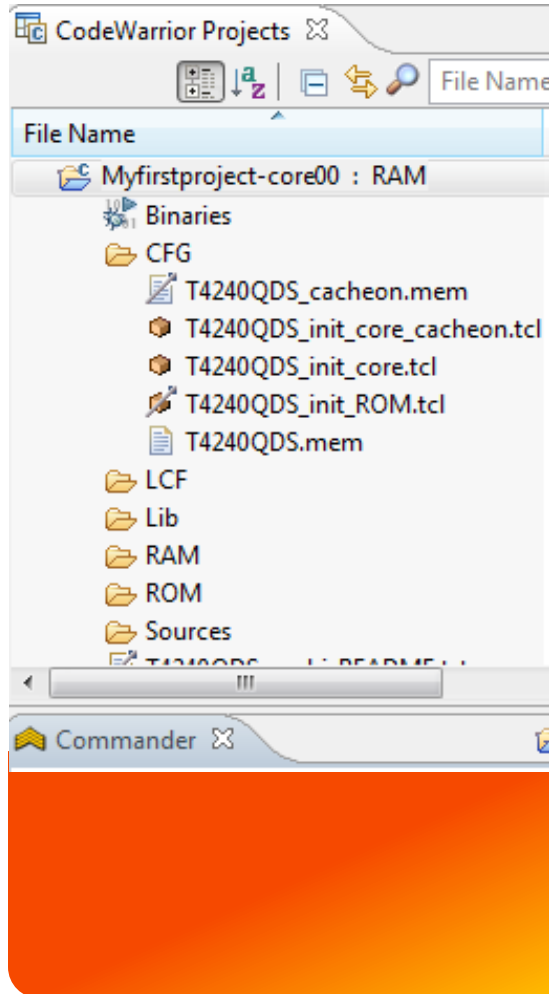 CodeWarrior Projects
File Name
File Name
Myfirstproject-core00 : RAM
Binaries
CFG
T4240QDS_cacheon.mem
T4240QDS_init_core_cacheon.tcl
T4240QDS_init_core.tcl
T4240QDS_init_ROM.tcl
T4240QDS.mem
LCF
Lib
RAM
ROM
Sources
Commander